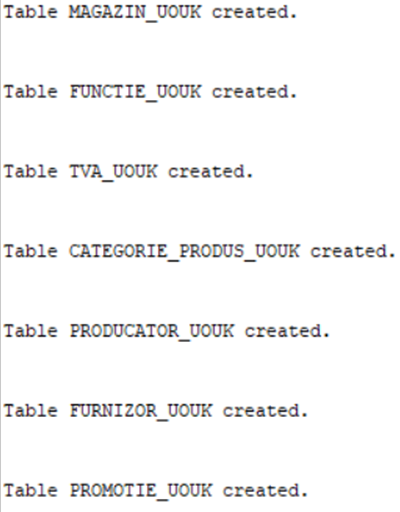 Table MAGAZIN_UOUK created.
Table FUNCTIE_UOUK created.
Table TVA_UOUK created.
Table CATEGORIE_PRODUS_UOUK created.
Table PRODUCATOR_UOUK created.
Table FURNIZOR_UOUK created.
Table PROMOTIE_UOUK created.